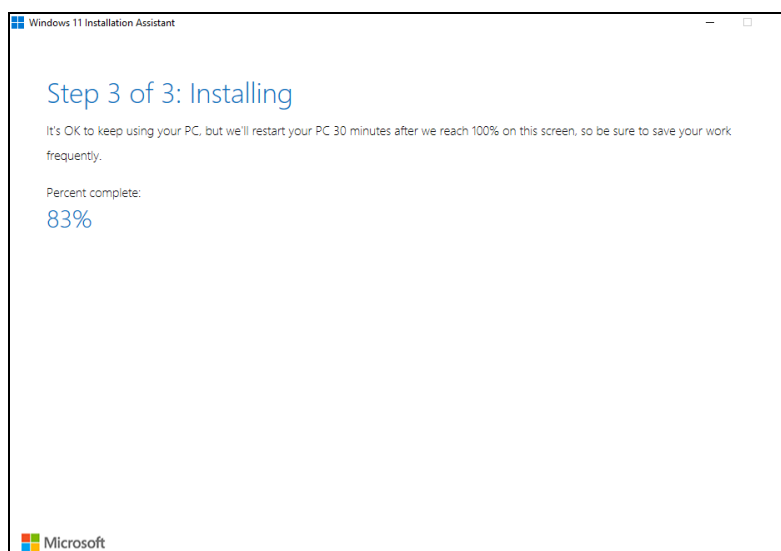 Windows 11 Installation Assistant
Step 3 of 3: Installing
It's OK to keep using your PC, but we'll restart your PC 30 minutes after we reach 100% on this screen, so be sure to save your work
frequently.
Percent complete:
83%
Microsoft